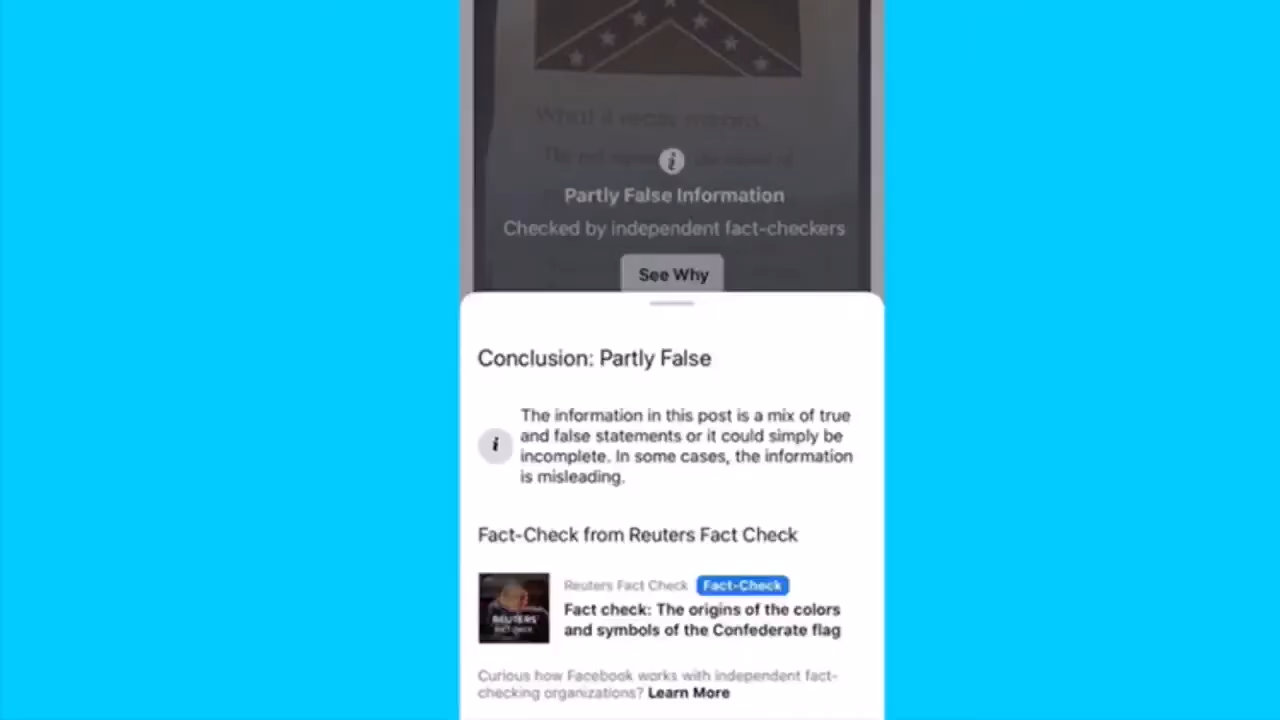 Partly False Information
Checked by independent fact-checkers
See Why
Conclusion: Partly False
The information in this post is a mix of true
and false statements or it could simply be
incomplete. In some cases, the information
is misleading.
Fact-Check from Reuters Fact Check
Reuters Fact Check Fact-Check
Fact check: The origins of the colors
and symbols of the Confederate flag
REUTERS
FACT CHECK
Curious how Facebook works with independent fact-
checking organizations? Learn More